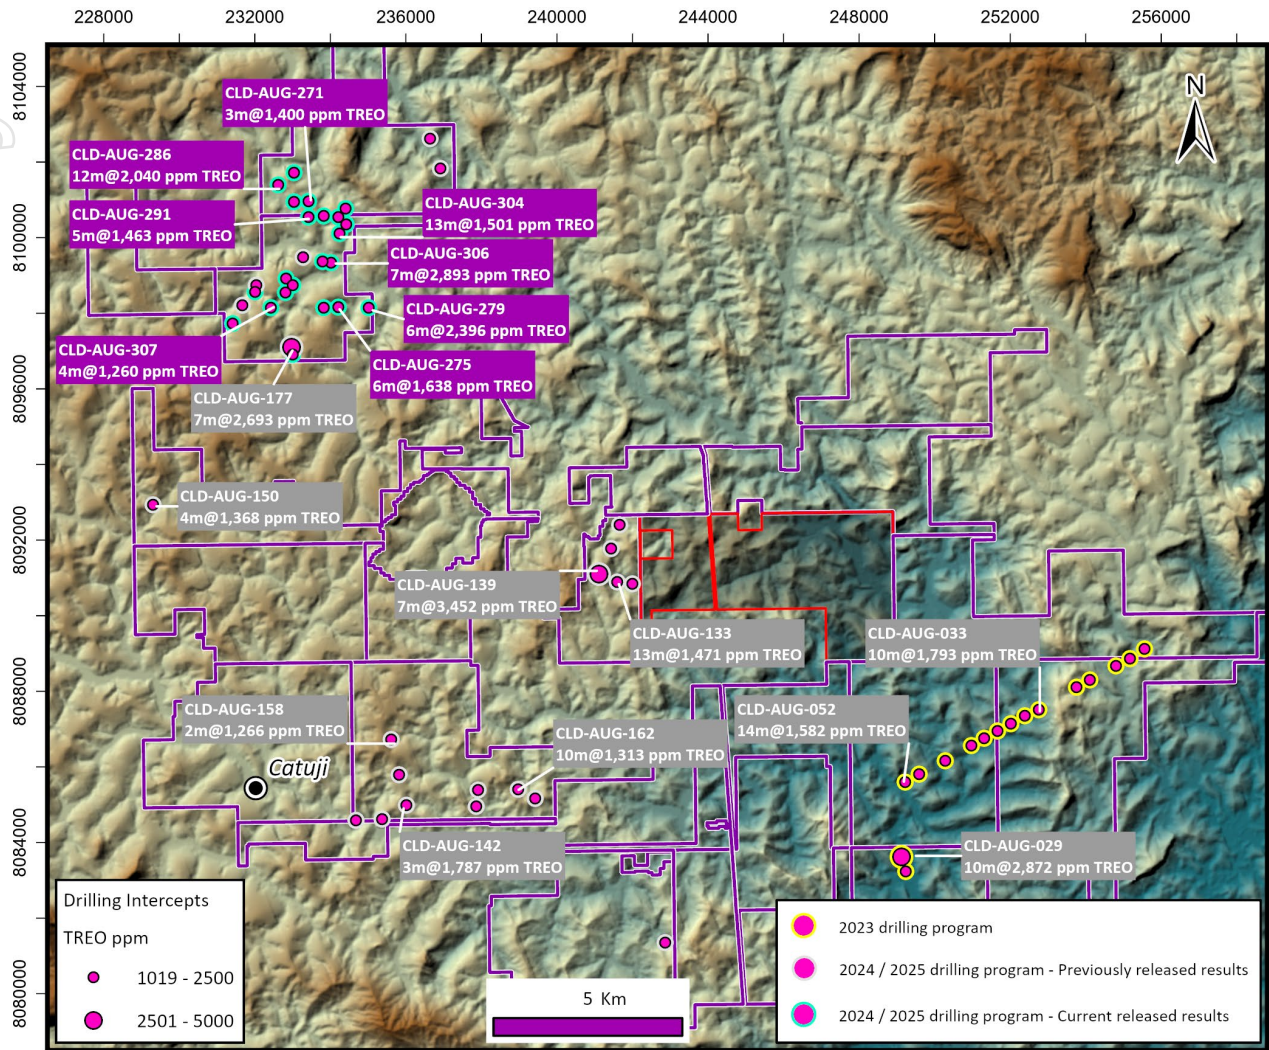 228000 232000 236000 240000 244000 248000 252000 256000
8104000
8100000
8096000
8092000
8088000
8084000
8080000
N
CLD-AUG-271
3m@1,400 ppm TREO
CLD-AUG-286
12m@2,040 ppm TREO
CLD-AUG-291
5m@1,463 ppm TREO
CLD-AUG-304
13m@1,501 ppm TREO
CLD-AUG-306
7m@2,893 ppm TREO
CLD-AUG-279
6m@2,396 ppm TREO
CLD-AUG-307
4m@1,260 ppm TREO
CLD-AUG-275
6m@1,638 ppm TREO
CLD-AUG-177
7m@2,693 ppm TREO
CLD-AUG-150
4m@1,368 ppm TREO
CLD-AUG-139
7m@3,452 ppm TREO
CLD-AUG-133
13m@1,471 ppm TREO
CLD-AUG-033
10m@1,793 ppm TREO
CLD-AUG-158
2m@1,266 ppm TREO
CLD-AUG-052
14m@1,582 ppm TREO
CLD-AUG-162
10m@1,313 ppm TREO
Catuji
CLD-AUG-142
3m@1,787 ppm TREO
CLD-AUG-029
10m@2,872 ppm TREO
Drilling Intercepts
TREO ppm
1019 - 2500
2501 - 5000
5 Km
2023 drilling program
2024 / 2025 drilling program - Previously released results
2024 / 2025 drilling program - Current released results